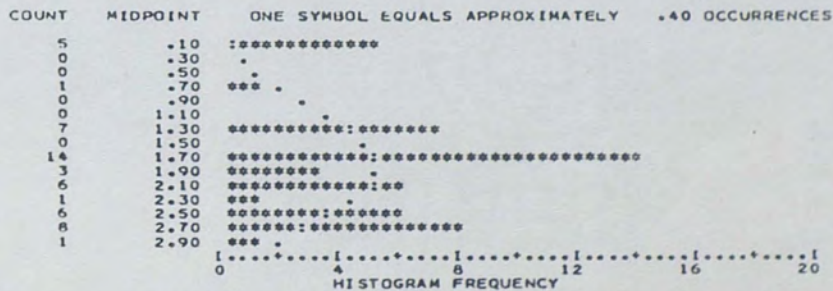 COUNT MIDPOINT ONE SYMBOL EQUALS APPROXIMATELY .40 OCCURRENCES
5 .10 :************
0 .30 .
0 .50 .
1 .70 *** .
0 .90 .
0 1.10 .
7 1.30 **********:*******
0 1.50 .
14 1.70 ************:**********************
3 1.90 ******** .
6 2.10 ************:**
1 2.30 *** .
6 2.50 ********:******
8 2.70 ******:*************
1 2.90 *** .
I....+....I....+....I....+....I....+....I....+....I
0 4 8 12 16 20
HISTOGRAM FREQUENCY